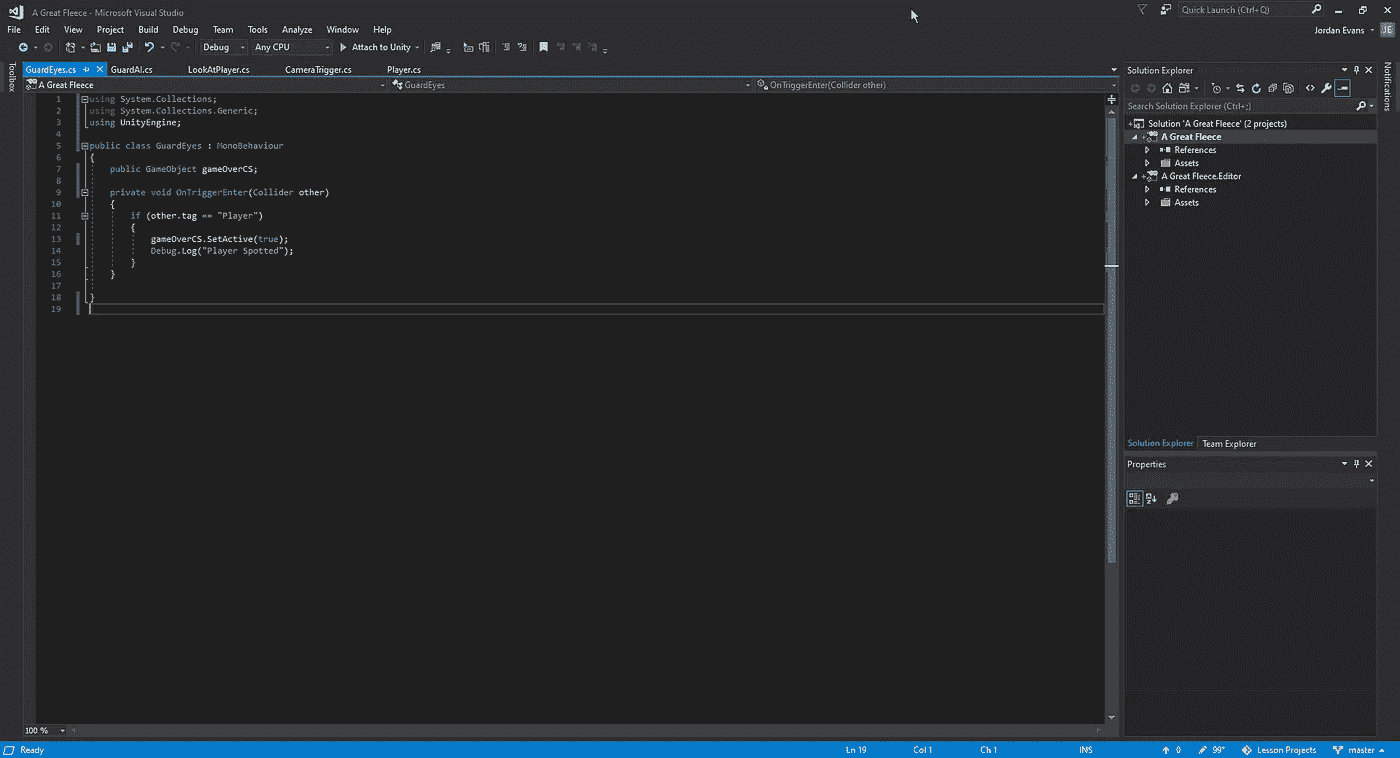 A Great Fleece - Microsoft Visual Studio
Quick Launch (Ctrl+Q)
File Edit View Project Build Debug Team Tools Analyze Window Help
Jordan Evans JE
Debug Any CPU Attach to Unity
Toolbox
GuardEyes.cs GuardAI.cs LookAtPlayer.cs CameraTrigger.cs Player.cs
A Great Fleece GuardEyes OnTriggerEnter(Collider other)
1 using System.Collections;
2 using System.Collections.Generic;
3 using UnityEngine;
4
5 public class GuardEyes : MonoBehaviour
6 {
7 public GameObject gameOverCS;
8
9 private void OnTriggerEnter(Collider other)
10 {
11 if (other.tag == "Player")
12 {
13 gameOverCS.SetActive(true);
14 Debug.Log("Player Spotted");
15 }
16 }
17
18 }
19
100 %
Solution Explorer
Search Solution Explorer (Ctrl+;)
Solution 'A Great Fleece' (2 projects)
A Great Fleece
References
Assets
A Great Fleece.Editor
References
Assets
Solution Explorer Team Explorer
Properties
Notifications
Ready Ln 19 Col 1 Ch 1 INS 0 99* Lesson Projects master